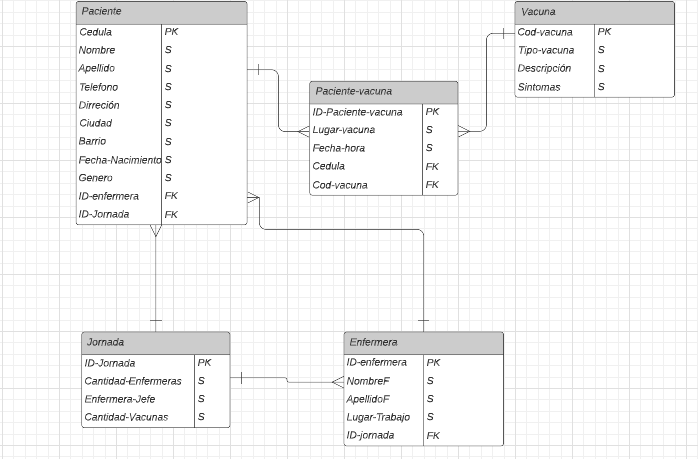 Paciente
Cedula PK
Nombre S
Apellido S
Telefono S
Dirreción S
Ciudad S
Barrio S
Fecha-Nacimiento S
Genero S
ID-enfermera FK
ID-Jornada FK
Paciente-vacuna
ID-Paciente-vacuna PK
Lugar-vacuna S
Fecha-hora S
Cedula FK
Cod-vacuna FK
Vacuna
Cod-vacuna PK
Tipo-vacuna S
Descripción S
Sintomas S
Jornada
ID-Jornada PK
Cantidad-Enfermeras S
Enfermera-Jefe S
Cantidad-Vacunas S
Enfermera
ID-enfermera PK
NombreF S
ApellidoF S
Lugar-Trabajo S
ID-jornada FK